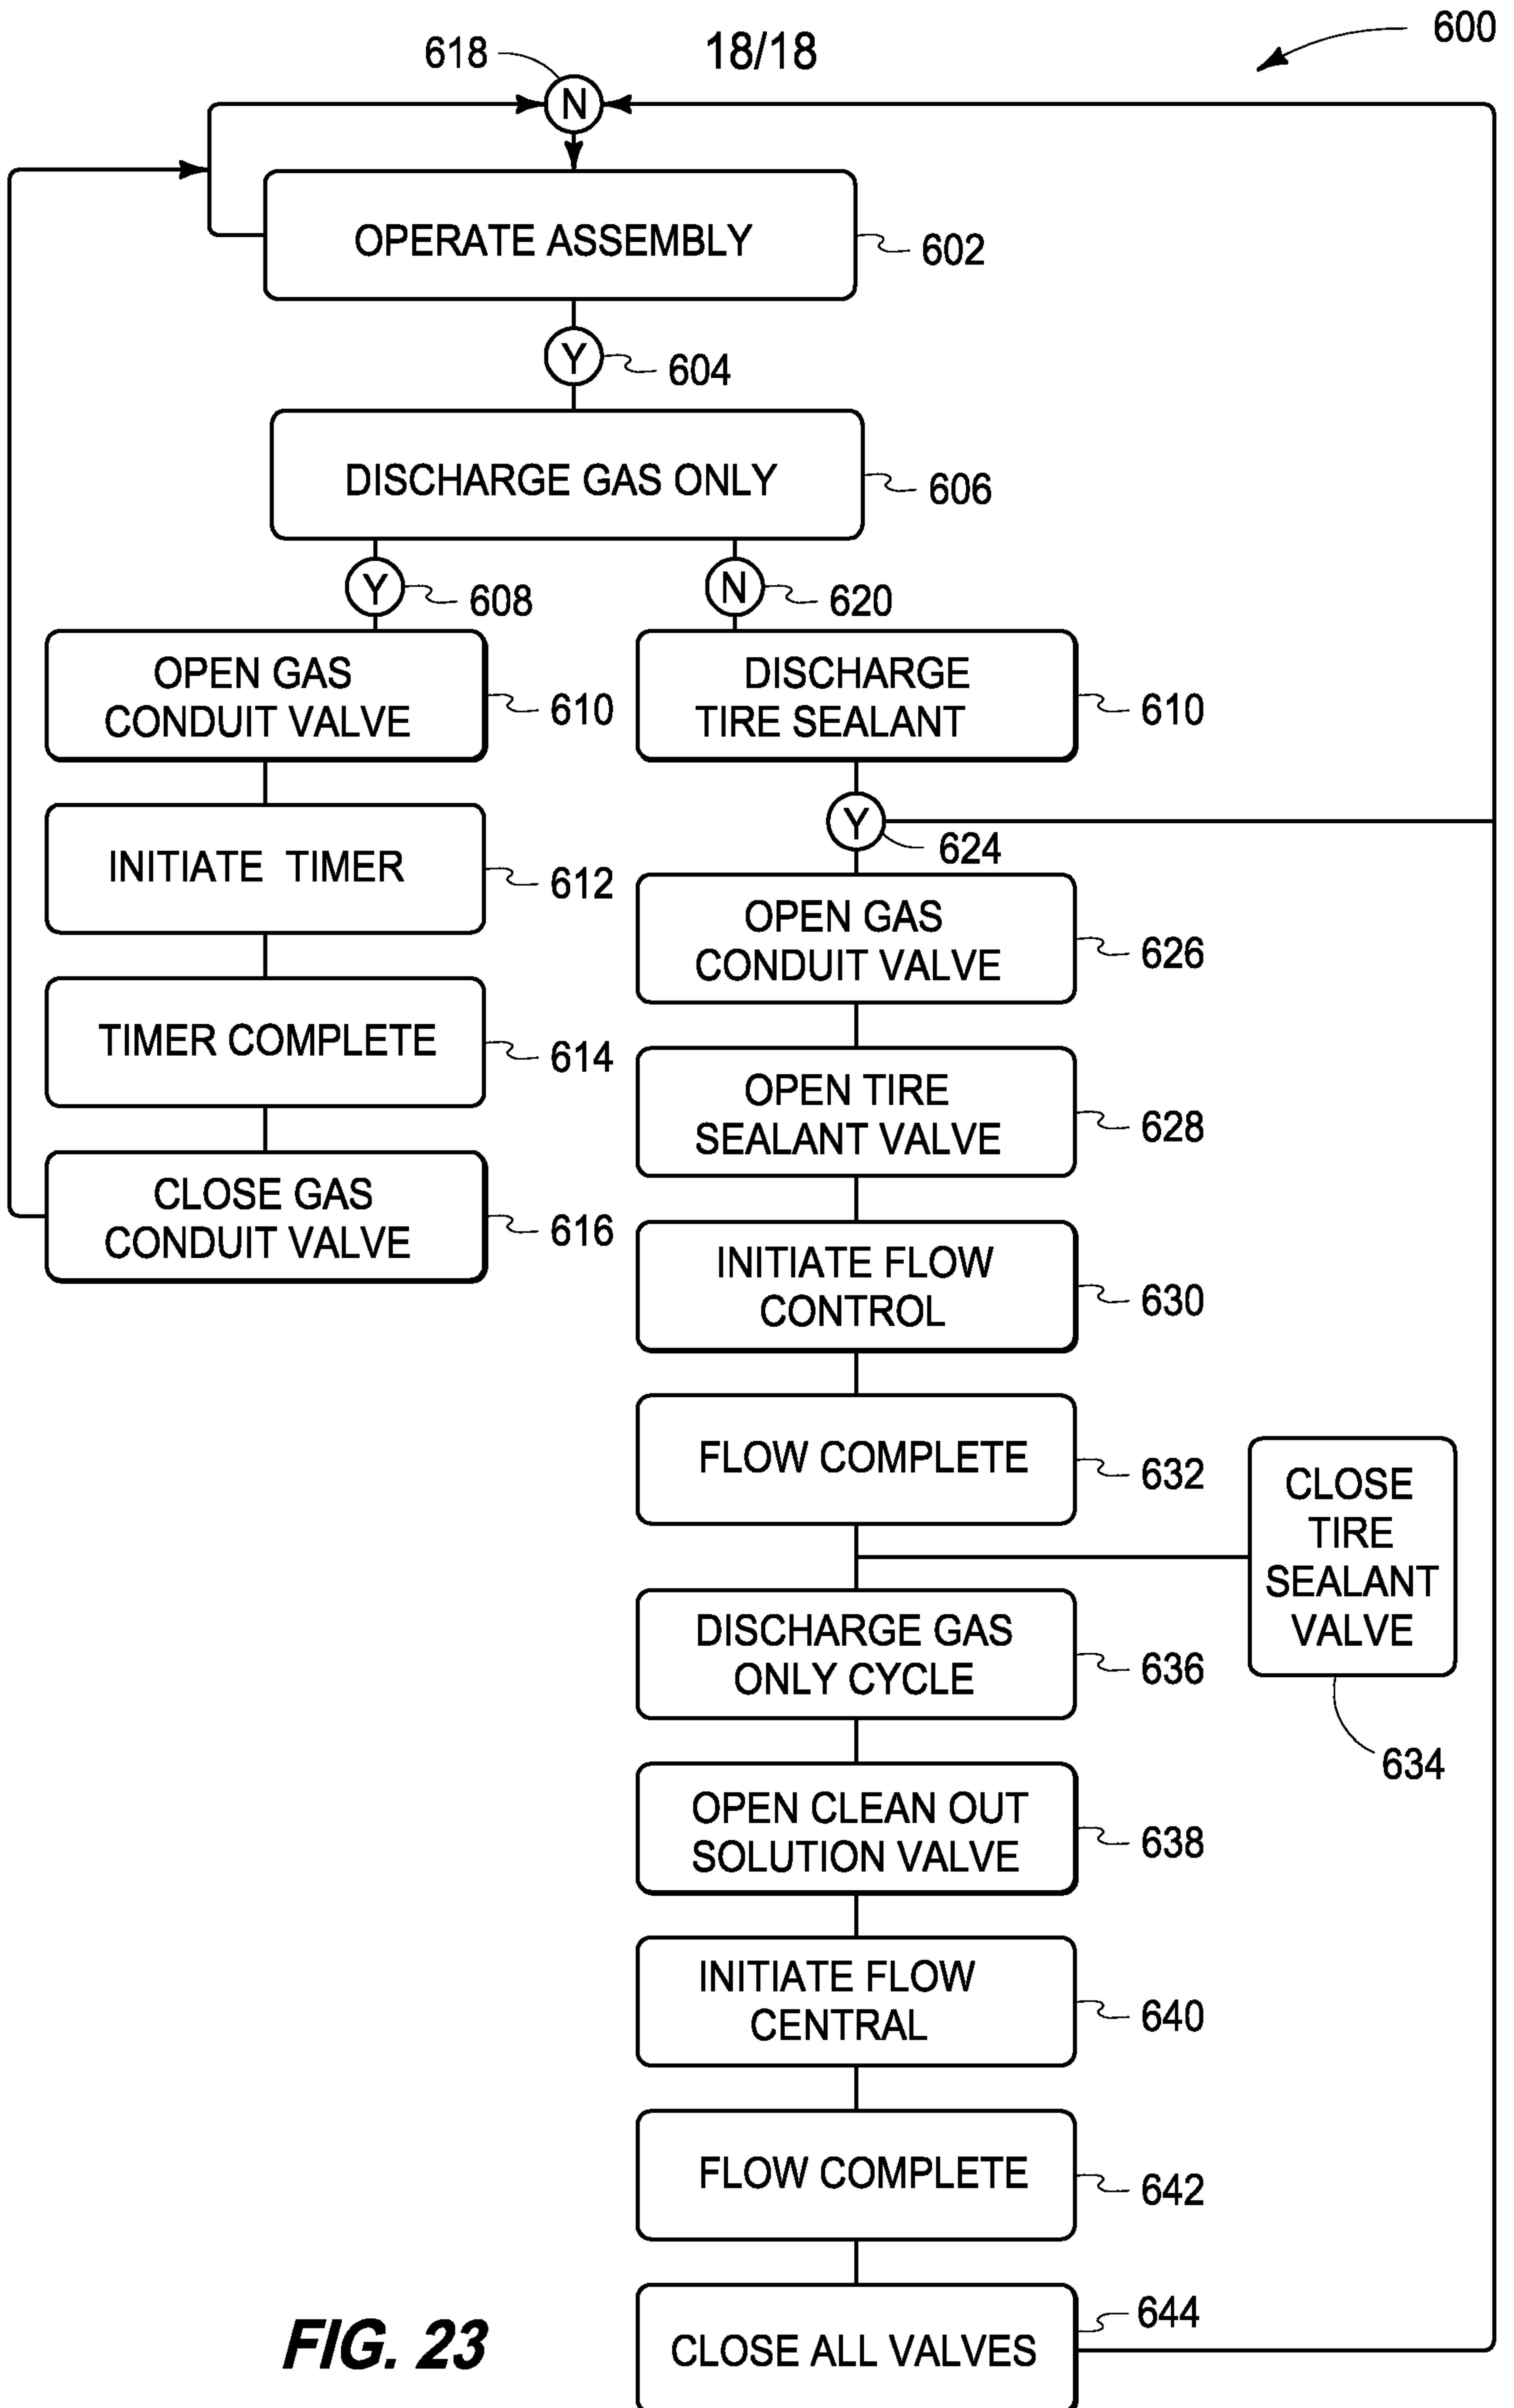 600
618
18/18
N
OPERATE ASSEMBLY
602
Y
604
DISCHARGE GAS ONLY
606
Y
608
N
620
OPEN GAS
CONDUIT VALVE
610
DISCHARGE
TIRE SEALANT
610
INITIATE TIMER
612
Y
624
TIMER COMPLETE
614
OPEN GAS
CONDUIT VALVE
626
CLOSE GAS
CONDUIT VALVE
616
OPEN TIRE
SEALANT VALVE
628
INITIATE FLOW
CONTROL
630
FLOW COMPLETE
632
CLOSE
TIRE
SEALANT
VALVE
634
DISCHARGE GAS
ONLY CYCLE
636
OPEN CLEAN OUT
SOLUTION VALVE
638
INITIATE FLOW
CENTRAL
640
FLOW COMPLETE
642
CLOSE ALL VALVES
644
FIG. 23